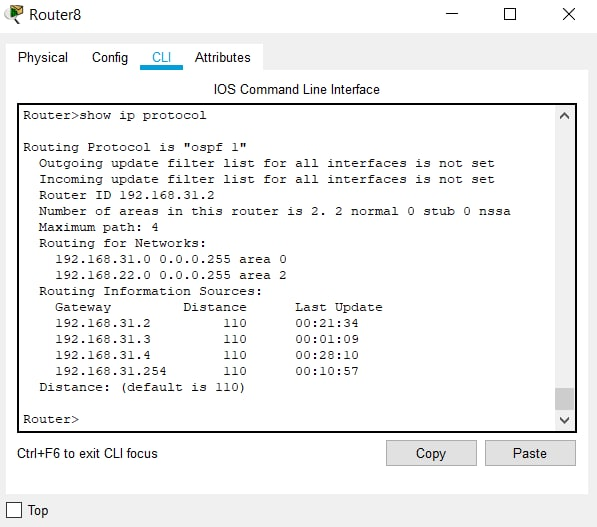 Router8
Physical Config CLI Attributes
IOS Command Line Interface
Router>show ip protocol
Routing Protocol is "ospf 1"
Outgoing update filter list for all interfaces is not set
Incoming update filter list for all interfaces is not set
Router ID 192.168.31.2
Number of areas in this router is 2. 2 normal 0 stub 0 nssa
Maximum path: 4
Routing for Networks:
192.168.31.0 0.0.0.255 area 0
192.168.22.0 0.0.0.255 area 2
Routing Information Sources:
Gateway Distance Last Update
192.168.31.2 110 00:21:34
192.168.31.3 110 00:01:09
192.168.31.4 110 00:28:10
192.168.31.254 110 00:10:57
Distance: (default is 110)
Router>
Ctrl+F6 to exit CLI focus
Copy Paste
Top